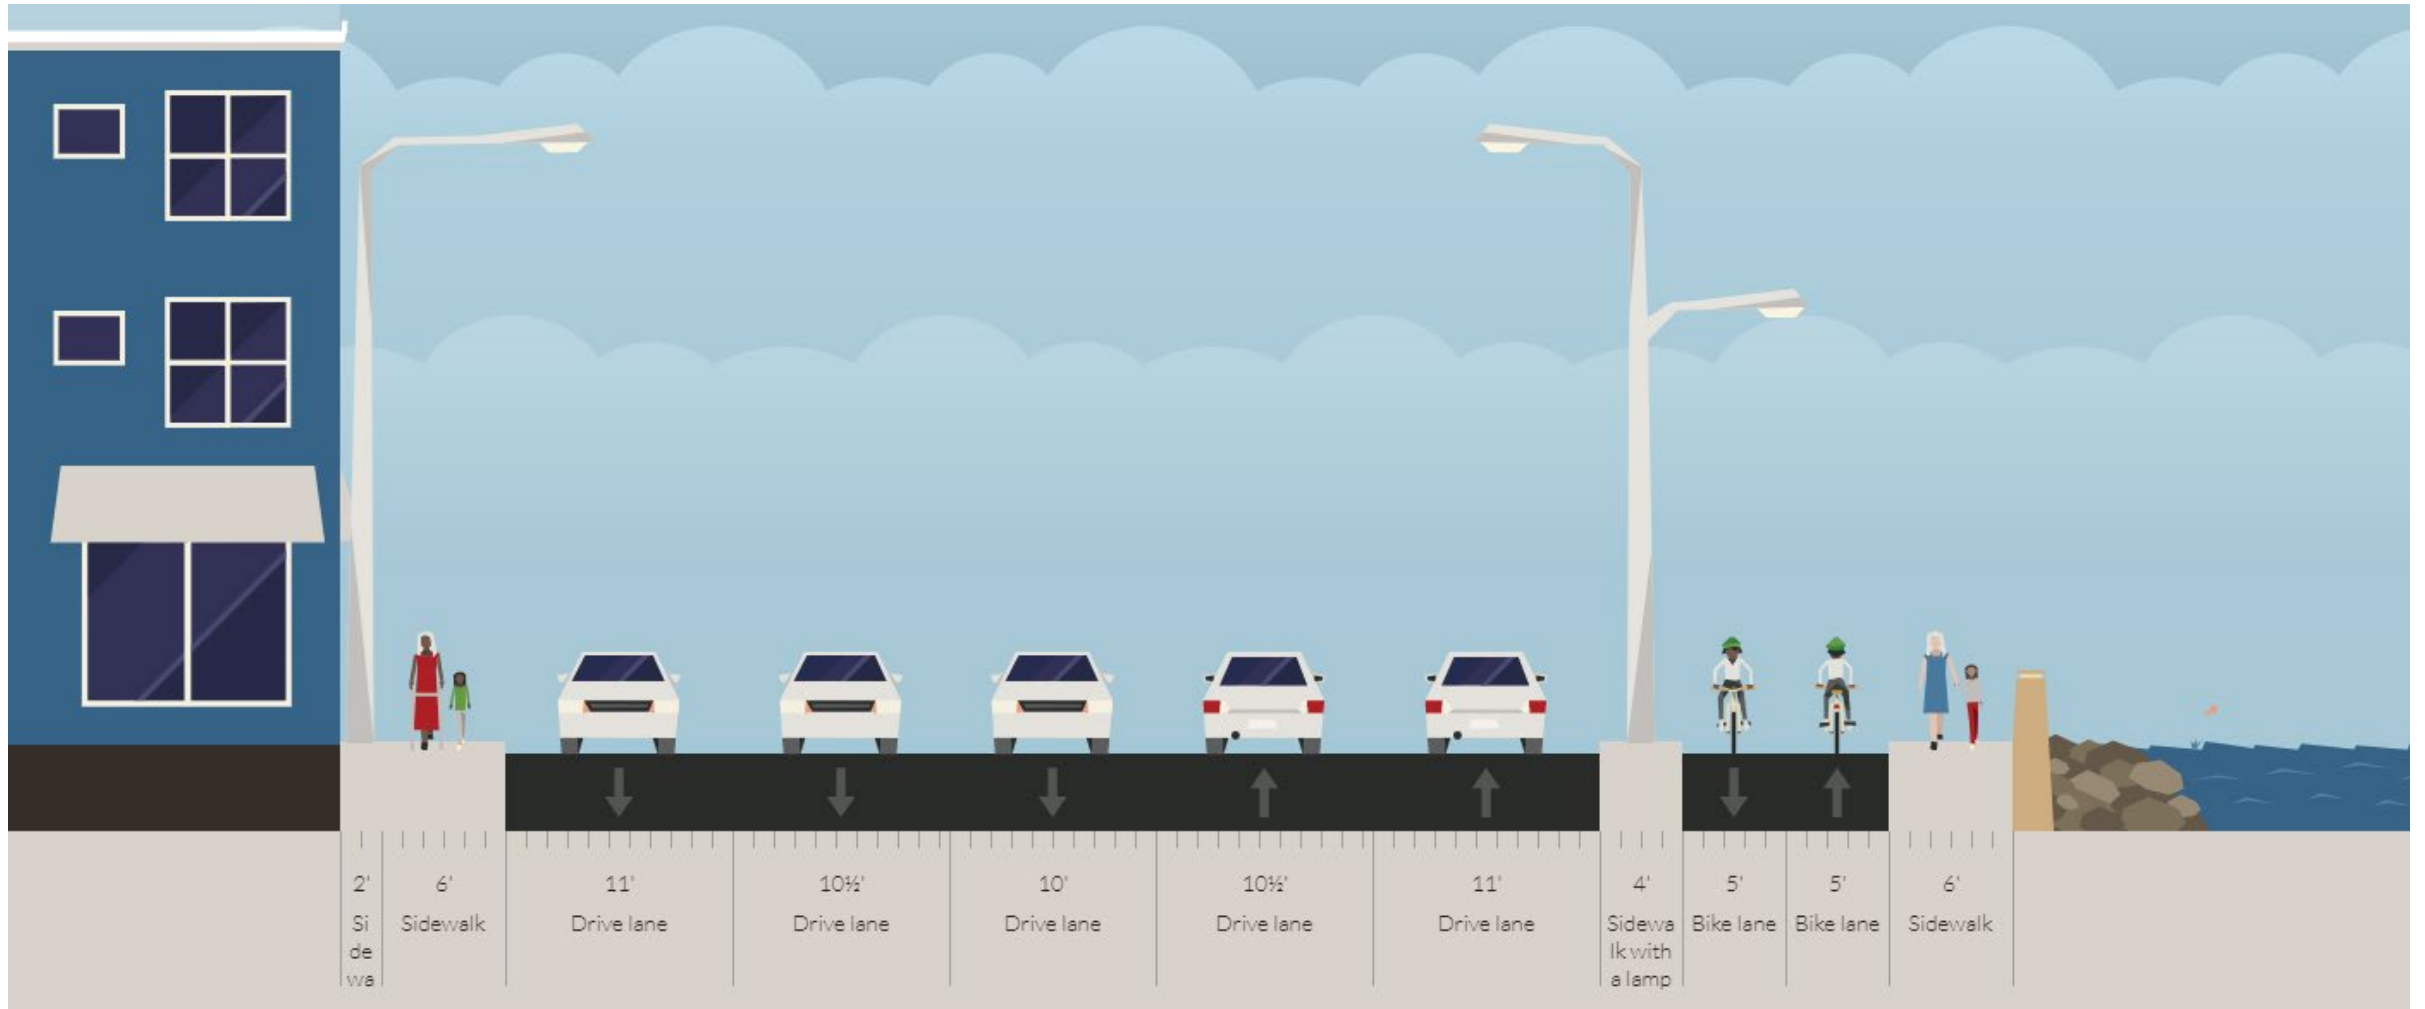 2' 6' 11' 10½' 10' 10½' 11' 4' 5' 5' 6'
Si Sidewalk Drive lane Drive lane Drive lane Drive lane Drive lane Sidewa Bike lane Bike lane Sidewalk
de lk with
wa a lamp